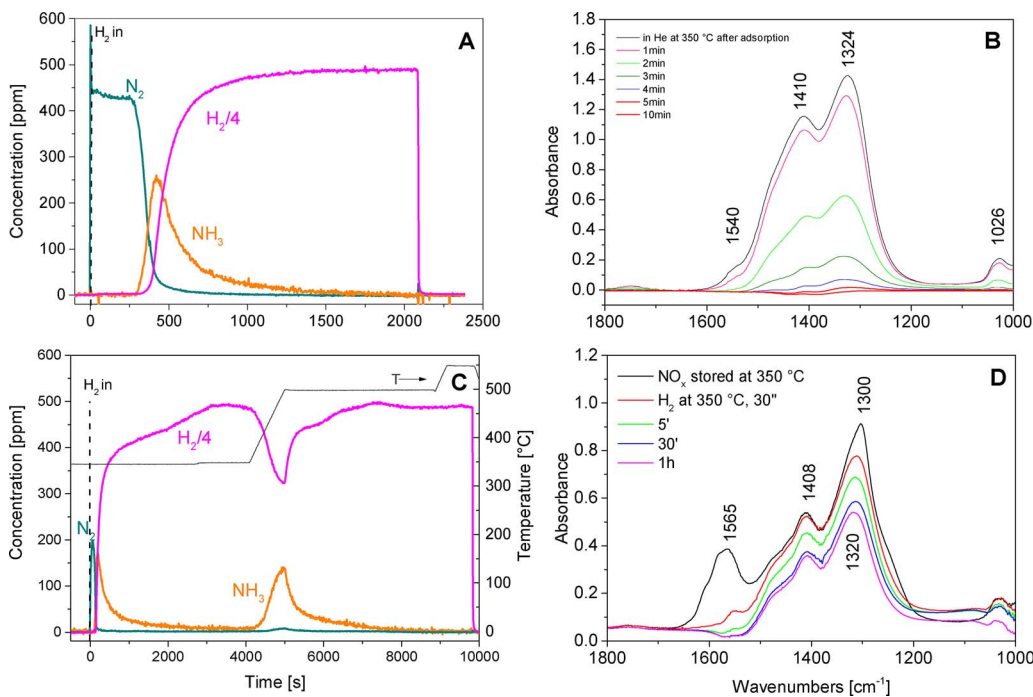 A
600
500
400
300
200
100
0
Concentration [ppm]
H₂ in
N₂
H₂/4
NH₃
0 500 1000 1500 2000 2500
B
1.8
1.6
1.4
1.2
1.0
0.8
0.6
0.4
0.2
0.0
Absorbance
in He at 350 °C after adsorption
1min
2min
3min
4min
5min
10min
1540
1410
1324
1026
1800 1600 1400 1200 1000
C
600
500
400
300
200
100
0
Concentration [ppm]
H₂ in
N₂
H₂/4
NH₃
T
500
400
300
200
100
0
Temperature [°C]
0 2000 4000 6000 8000 10000
Time [s]
D
1.2
1.0
0.8
0.6
0.4
0.2
0.0
Absorbance
NOₓ stored at 350 °C
H₂ at 350 °C, 30"
5'
30'
1h
1565
1408
1300
1320
1800 1600 1400 1200 1000
Wavenumbers [cm⁻¹]